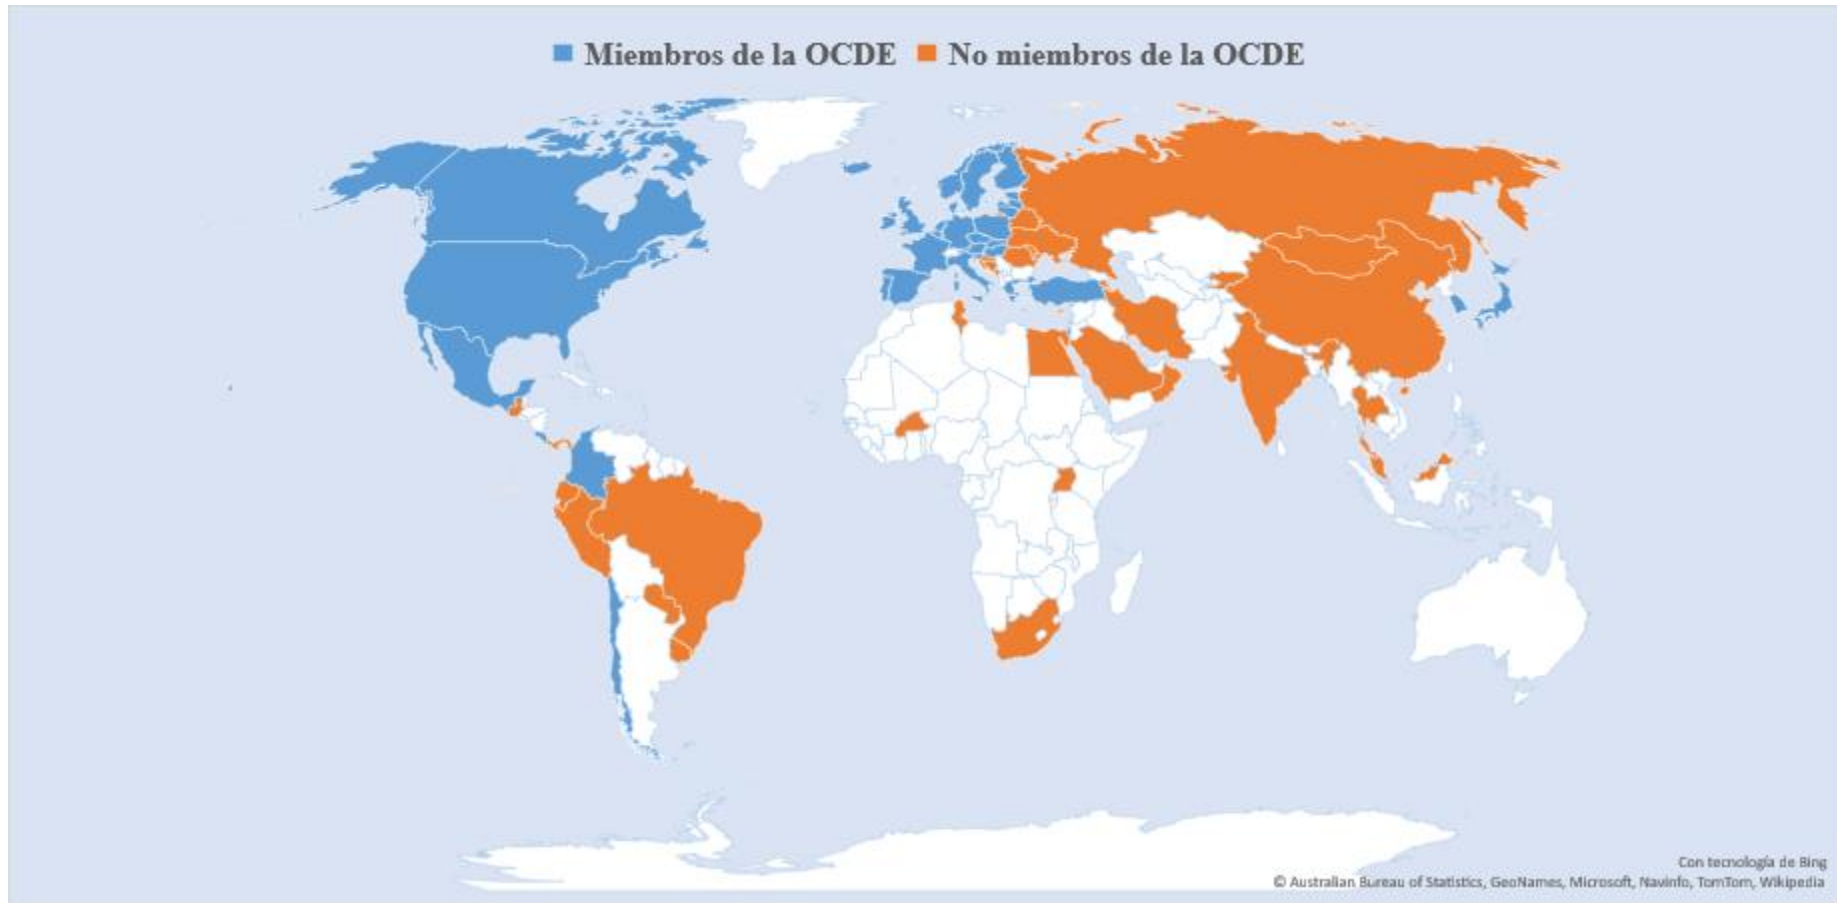 Miembros de la OCDE No miembros de la OCDE
Con tecnología de Bing
© Australian Bureau of Statistics, GeoNames, Microsoft, Navinfo, TomTom, Wikipedia